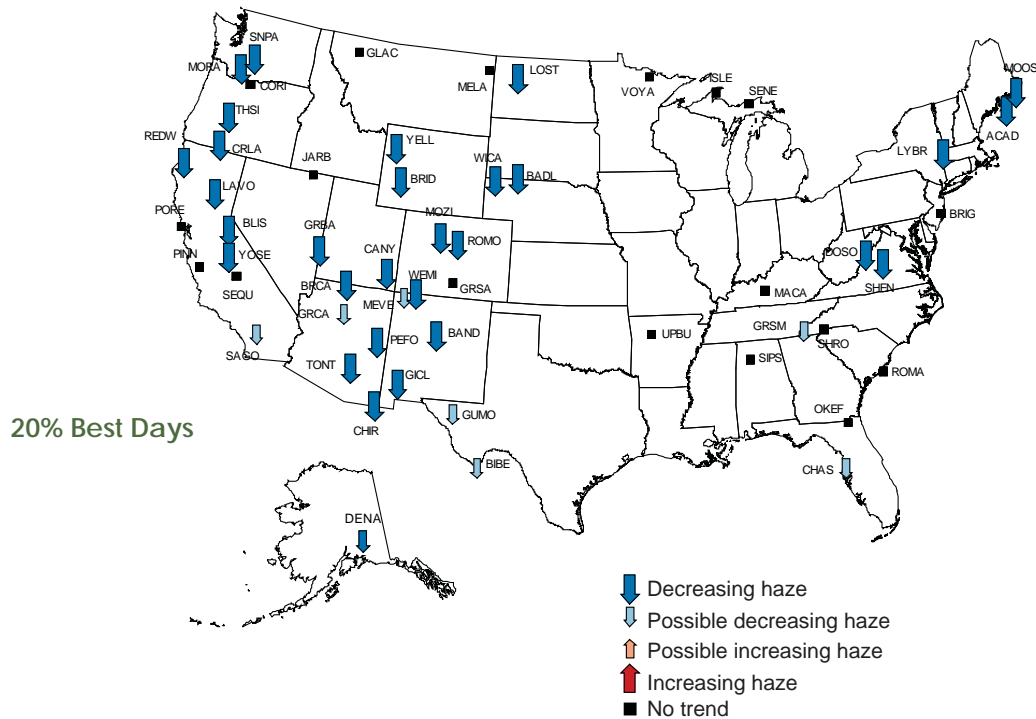 SNPA
GLAC
MORA
CORI
MELA
LOST
VOYA
ISLE
SENE
MOOS
ACAD
THSI
REDW
CRLA
JARB
YELL
BRID
WICA
BADL
LYBR
LAVO
PORE
BLIS
GRBA
MOZI
ROMO
BRIG
PINN
YOSE
CANY
WEMI
DOSO
SHEN
SEQU
BRCA
MEVE
GRSA
MACA
GRCA
SAGO
PEFO
BAND
UPBU
GRSM
SHRO
TONT
GICL
SIPS
ROMA
CHIR
GUMO
OKEF
20% Best Days
BIBE
CHAS
DENA
Decreasing haze
Possible decreasing haze
Possible increasing haze
Increasing haze
No trend